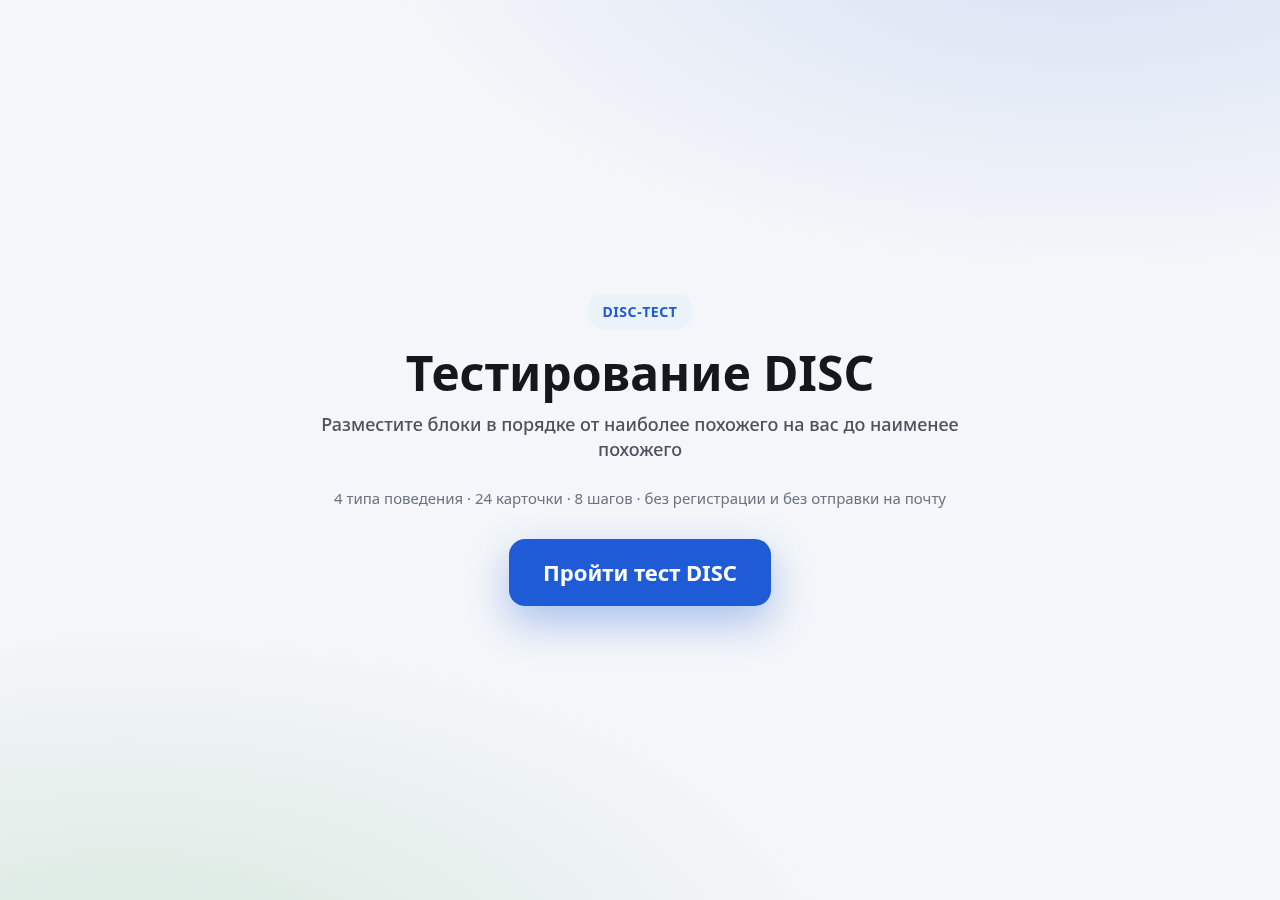 DISC-ТЕСТ
Тестирование DISC
Разместите блоки в порядке от наиболее похожего на вас до наименее
похожего
4 типа поведения · 24 карточки · 8 шагов · без регистрации и без отправки на почту
Пройти тест DISC